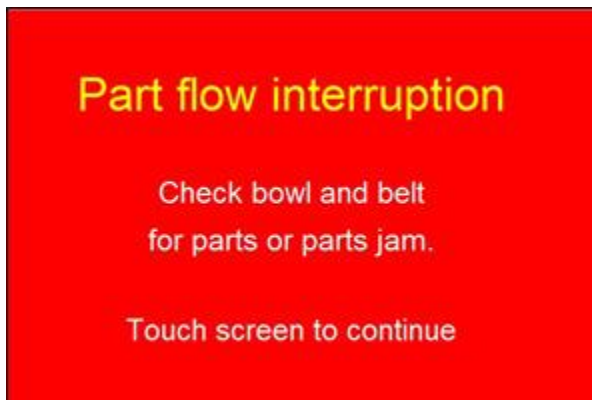 Part flow interruption
Check bowl and belt
for parts or parts jam.
Touch screen to continue